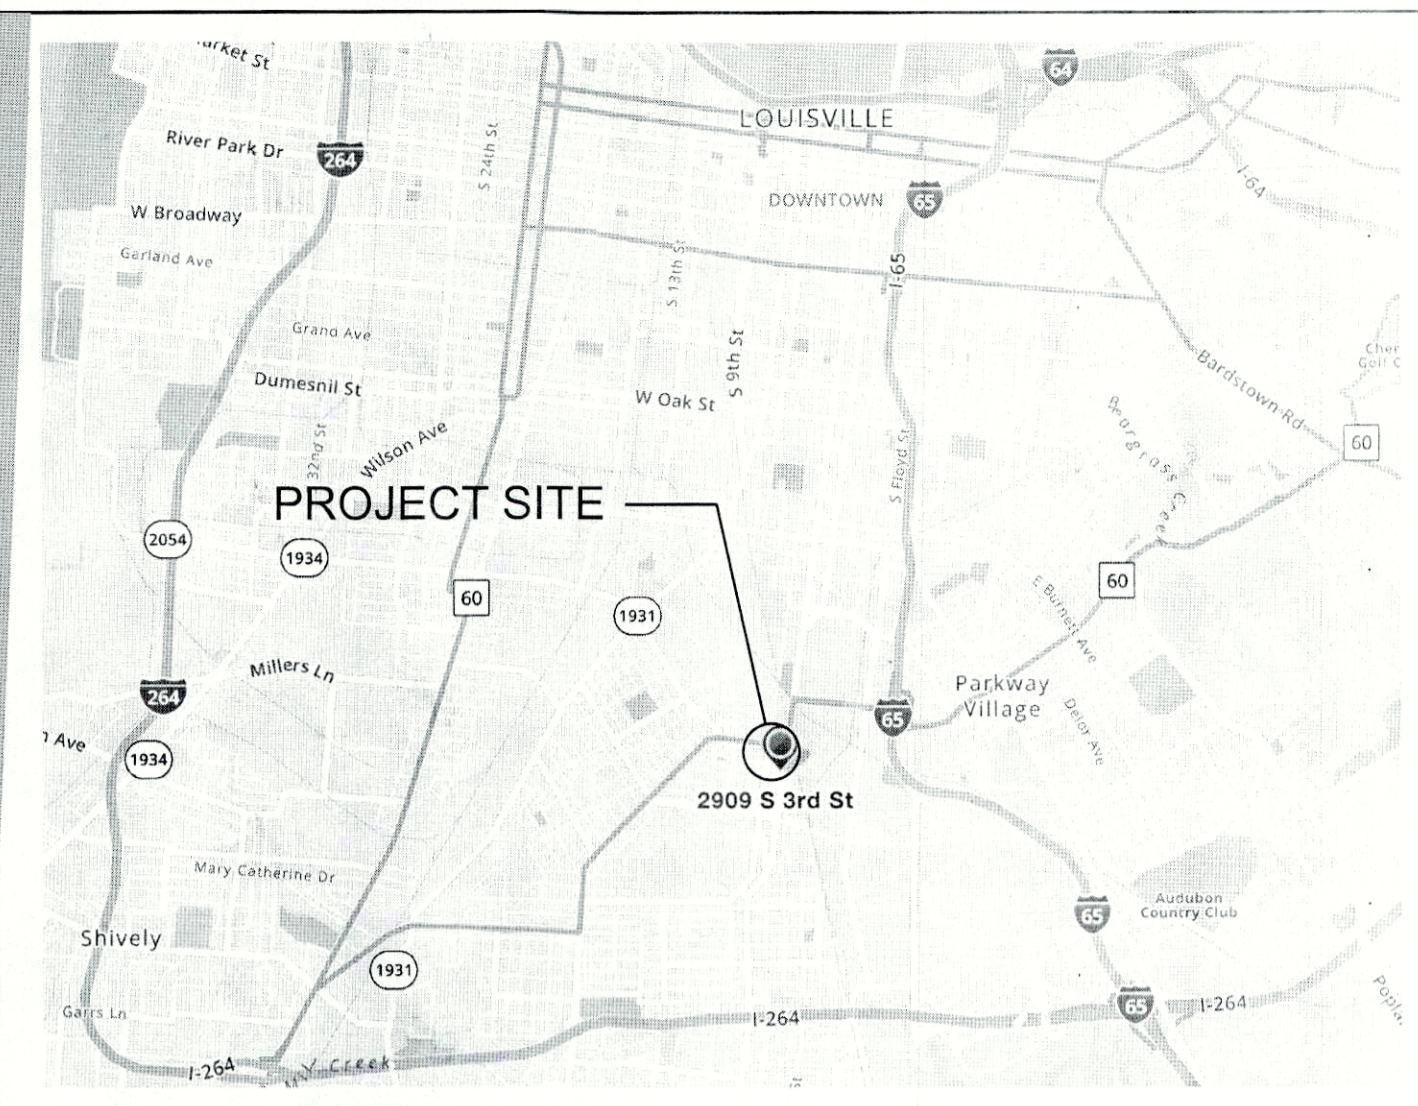 64
LOUISVILLE
River Park Dr
264
S 24th St
I-64
DOWNTOWN
65
W Broadway
Garland Ave
S 13th St
I-65
Grand Ave
S 9th St
Dumesnil St
W Oak St
Bardstown Rd
Beargrass Creek
60
32nd St
Wilson Ave
S Floyd St
PROJECT SITE
2054
1934
60
1931
60
E Burnett Ave
Millers Ln
264
Parkway
Village
65
Delor Ave
Ave
1934
2909 S 3rd St
Mary Catherine Dr
Audubon
Country Club
65
Shively
1931
Garrs Ln
I-264
65
I-264
I-264
Creek